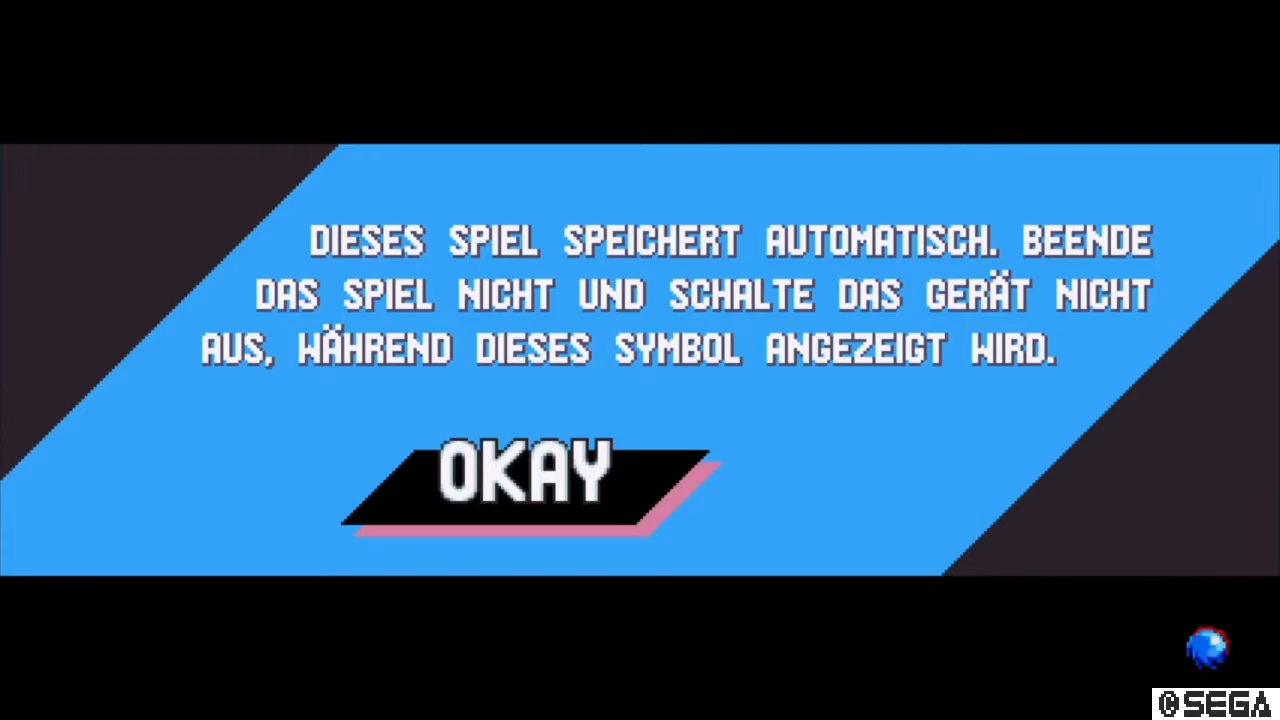 DIESES SPIEL SPEICHERT AUTOMATISCH. BEENDE
DAS SPIEL NICHT UND SCHALTE DAS GERÄT NICHT
AUS, WÄHREND DIESES SYMBOL ANGEZEIGT WIRD.
OKAY
©SEGA